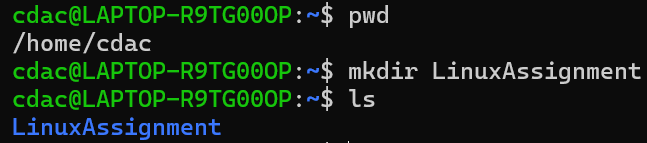 cdac@LAPTOP-R9TG00OP:~$ pwd
/home/cdac
cdac@LAPTOP-R9TG00OP:~$ mkdir LinuxAssignment
cdac@LAPTOP-R9TG00OP:~$ ls
LinuxAssignment